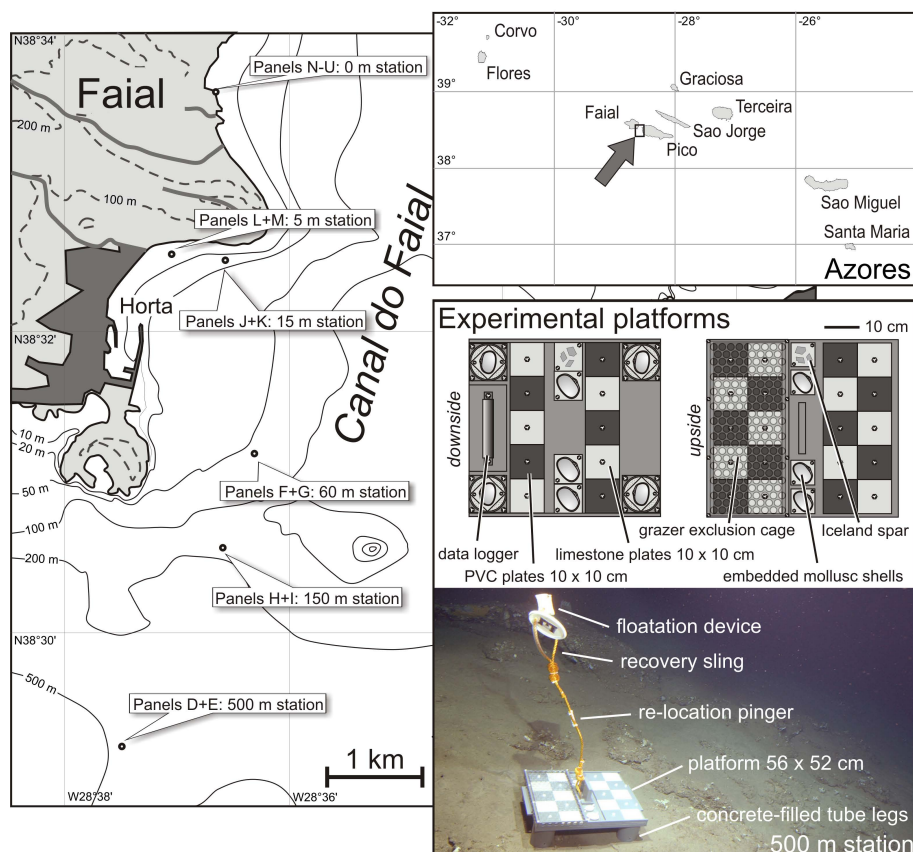 N38°34'
Panels N-U: 0 m station
Faial
200 m
100 m
Panels L+M: 5 m station
Canal do Faial
Horta
Panels J+K: 15 m station
N38°32'
10 m
20 m
50 m
Panels F+G: 60 m station
100 m
200 m
Panels H+I: 150 m station
N38°30'
500 m
Panels D+E: 500 m station
1 km
W28°38'
W28°36'
-32°
-30°
-28°
-26°
Corvo
Flores
39°
Graciosa
Faial
Terceira
Sao Jorge
Pico
38°
Sao Miguel
Santa Maria
37°
Azores
Experimental platforms
10 cm
downside
upside
grazer exclusion cage
Iceland spar
data logger
limestone plates 10 x 10 cm
PVC plates 10 x 10 cm
embedded mollusc shells
floatation device
recovery sling
re-location pinger
platform 56 x 52 cm
concrete-filled tube legs
500 m station